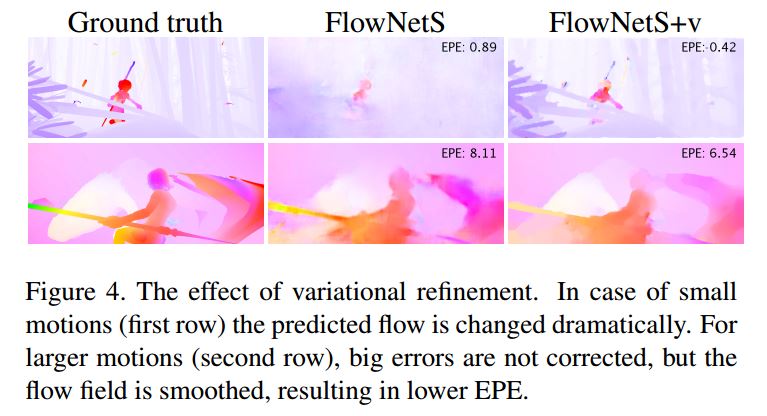 Ground truth FlowNetS FlowNetS+v
EPE: 0.89 EPE: 0.42
EPE: 8.11 EPE: 6.54
Figure 4. The effect of variational refinement. In case of small
motions (first row) the predicted flow is changed dramatically. For
larger motions (second row), big errors are not corrected, but the
flow field is smoothed, resulting in lower EPE.